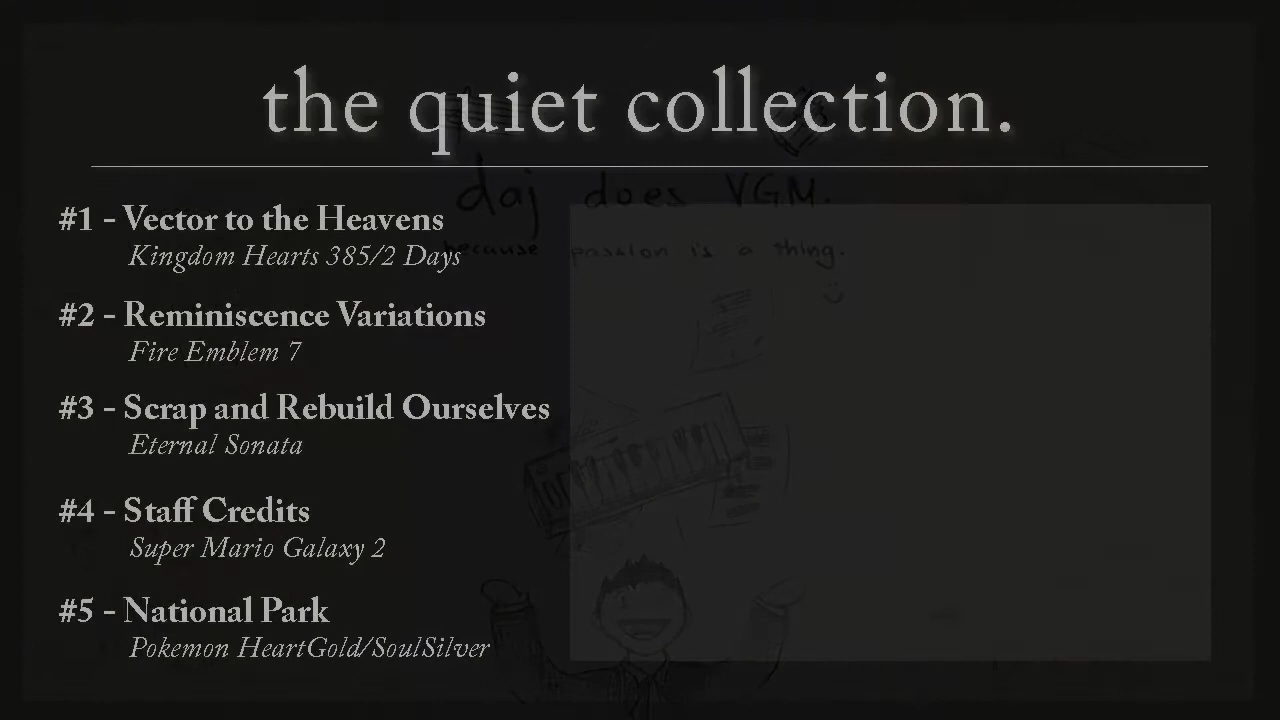 the quiet collection.
daj does VGM.
because passion is a thing.
#1 - Vector to the Heavens
Kingdom Hearts 385/2 Days
#2 - Reminiscence Variations
Fire Emblem 7
#3 - Scrap and Rebuild Ourselves
Eternal Sonata
#4 - Staff Credits
Super Mario Galaxy 2
#5 - National Park
Pokemon HeartGold/SoulSilver